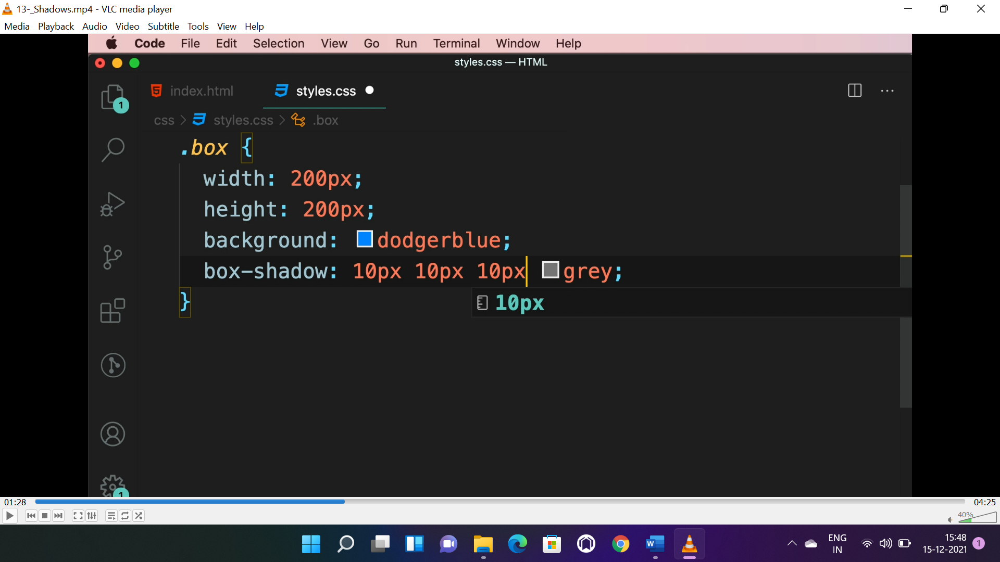 13-_Shadows.mp4 - VLC media player
Media Playback Audio Video Subtitle Tools View Help
Code File Edit Selection View Go Run Terminal Window Help
styles.css — HTML
index.html styles.css
1
css > styles.css > .box
.box {
width: 200px;
height: 200px;
background: dodgerblue;
box-shadow: 10px 10px 10px grey;
10px
}
1
01:28 04:25
40%
ENG 15:48
IN 15-12-2021 1